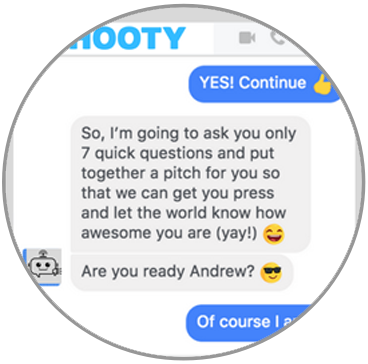 HOOTY
YES! Continue 👍
So, I'm going to ask you only
7 quick questions and put
together a pitch for you so
that we can get you press
and let the world know how
awesome you are (yay!) 😄
Are you ready Andrew? 😎
Of course I